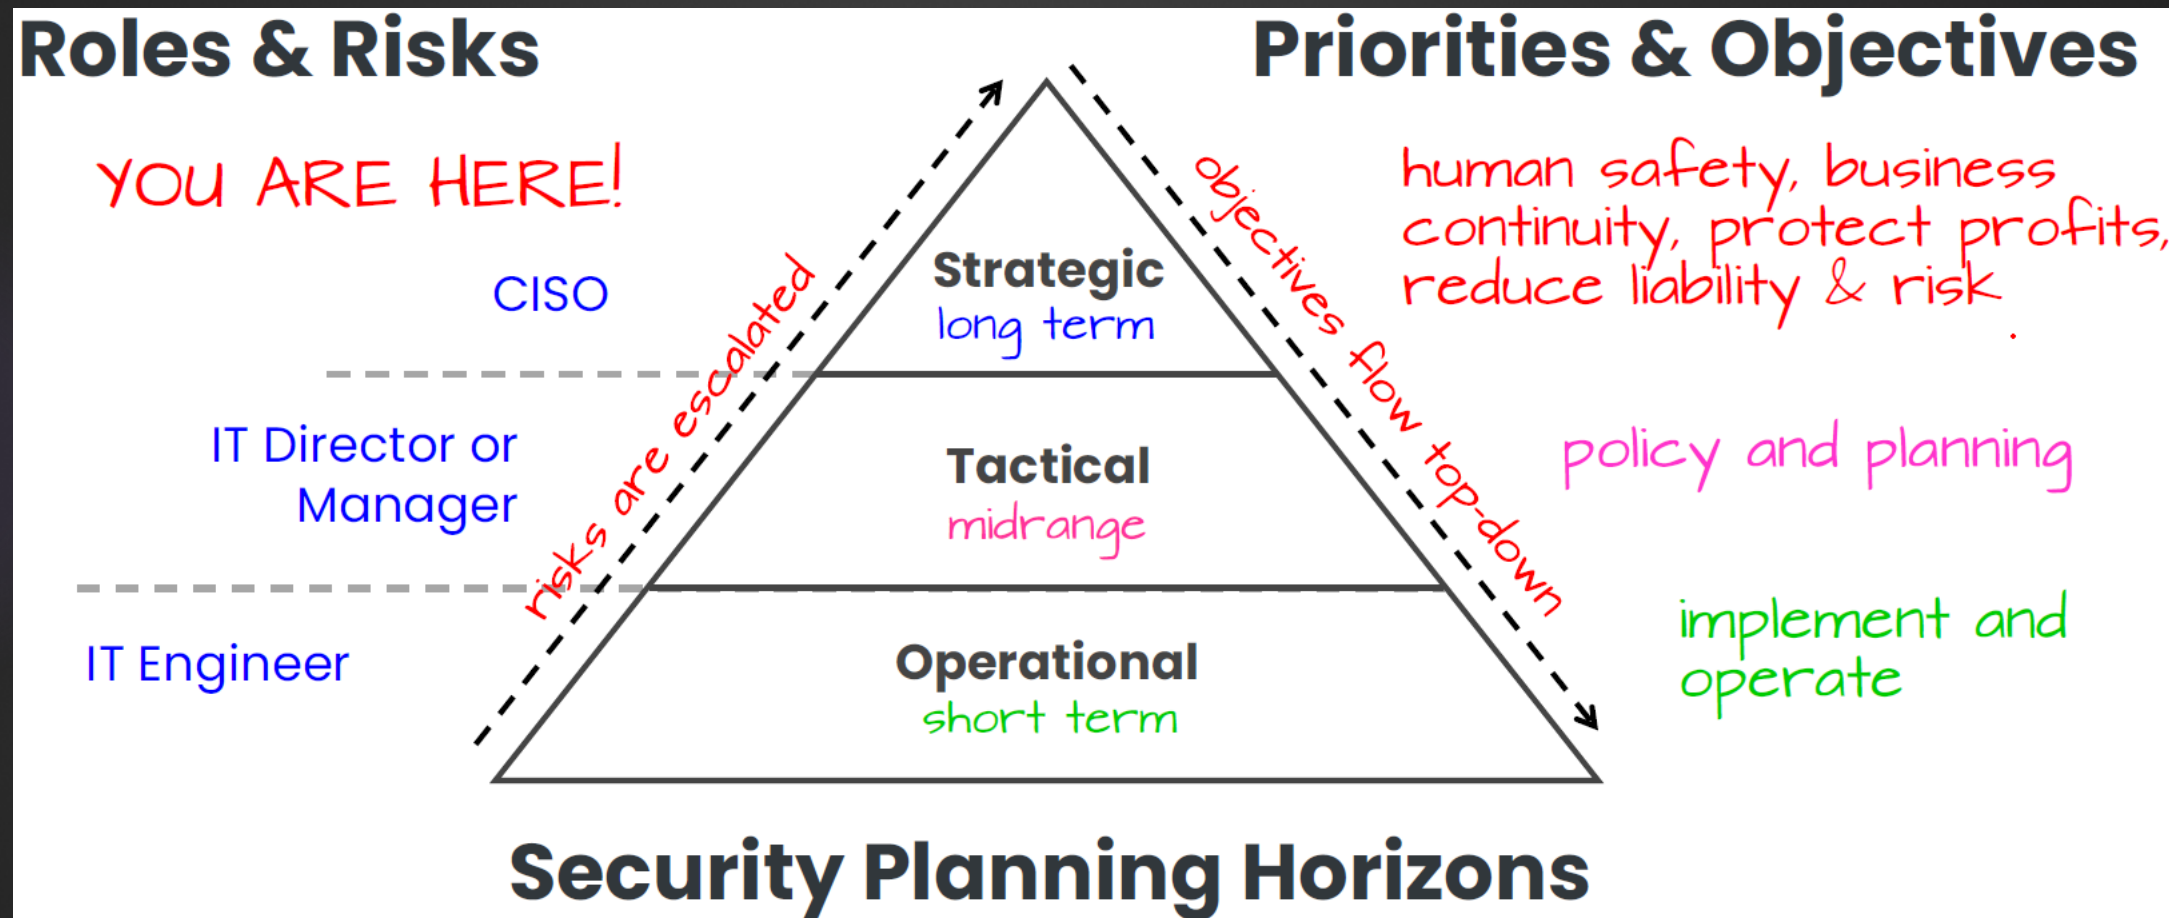 Roles & Risks
Priorities & Objectives
YOU ARE HERE!
CISO
IT Director or
Manager
IT Engineer
risks are escalated
Strategic
long term
Tactical
midrange
Operational
short term
objectives flow top-down
human safety, business
continuity, protect profits,
reduce liability & risk
.
policy and planning
implement and
operate
Security Planning Horizons